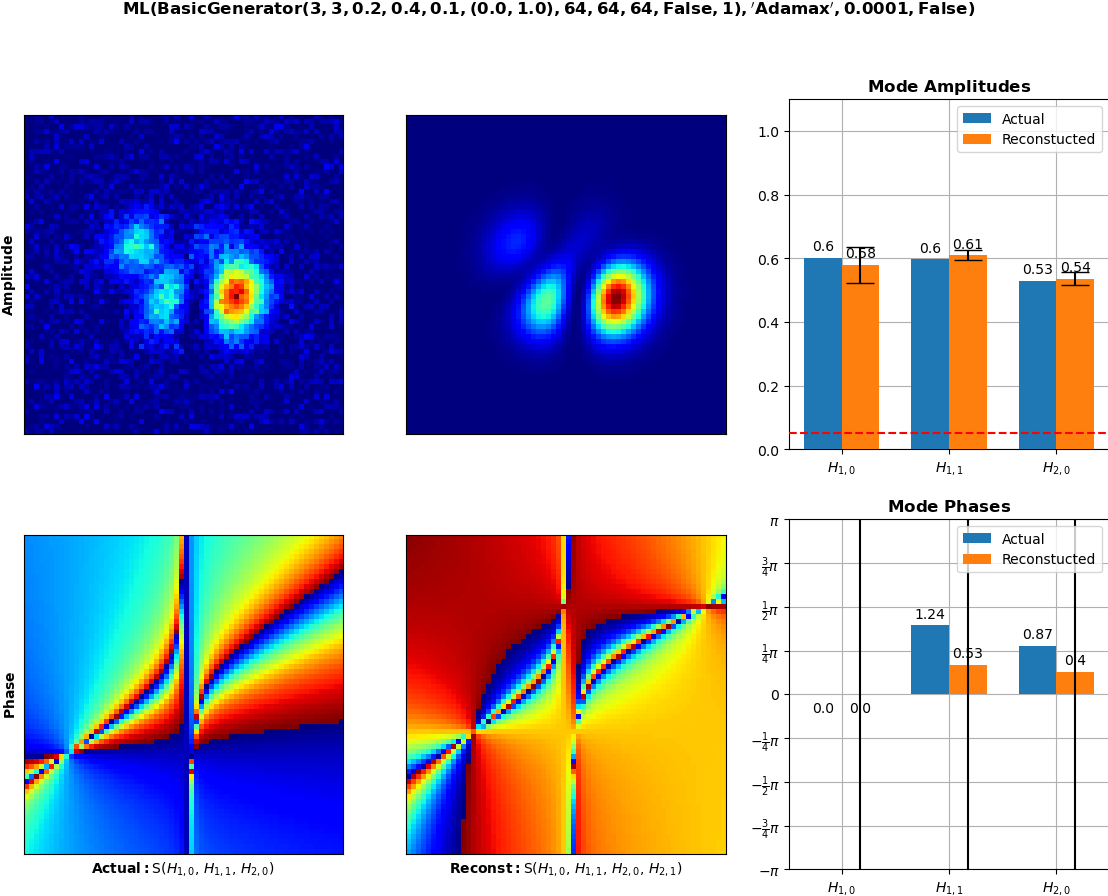 ML(BasicGenerator(3, 3, 0.2, 0.4, 0.1, (0.0, 1.0), 64, 64, 64, False, 1), ′Adamax′, 0.0001, False)
Amplitude
Mode Amplitudes
Actual
Reconstucted
1.0
0.8
0.6
0.4
0.2
0.0
0.6
0.58
0.6
0.61
0.53
0.54
H1, 0
H1, 1
H2, 0
Phase
Actual: S(H1, 0, H1, 1, H2, 0)
Reconst: S(H1, 0, H1, 1, H2, 0, H2, 1)
Mode Phases
Actual
Reconstucted
π
3/4π
1/2π
1/4π
0
−1/4π
−1/2π
−3/4π
−π
0.0
0.0
1.24
0.53
0.87
0.4
H1, 0
H1, 1
H2, 0